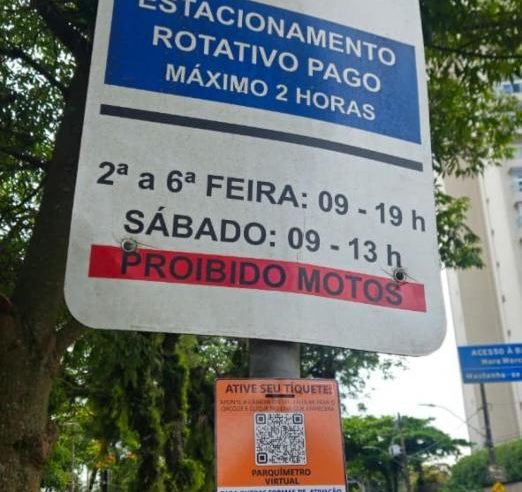 ESTACIONAMENTO
ROTATIVO PAGO
MÁXIMO 2 HORAS
2ª a 6ª FEIRA: 09 - 19 h
SÁBADO: 09 - 13 h
PROIBIDO MOTOS
ATIVE SEU TÍQUETE:
PARQUÍMETRO
VIRTUAL
ACESSO À B